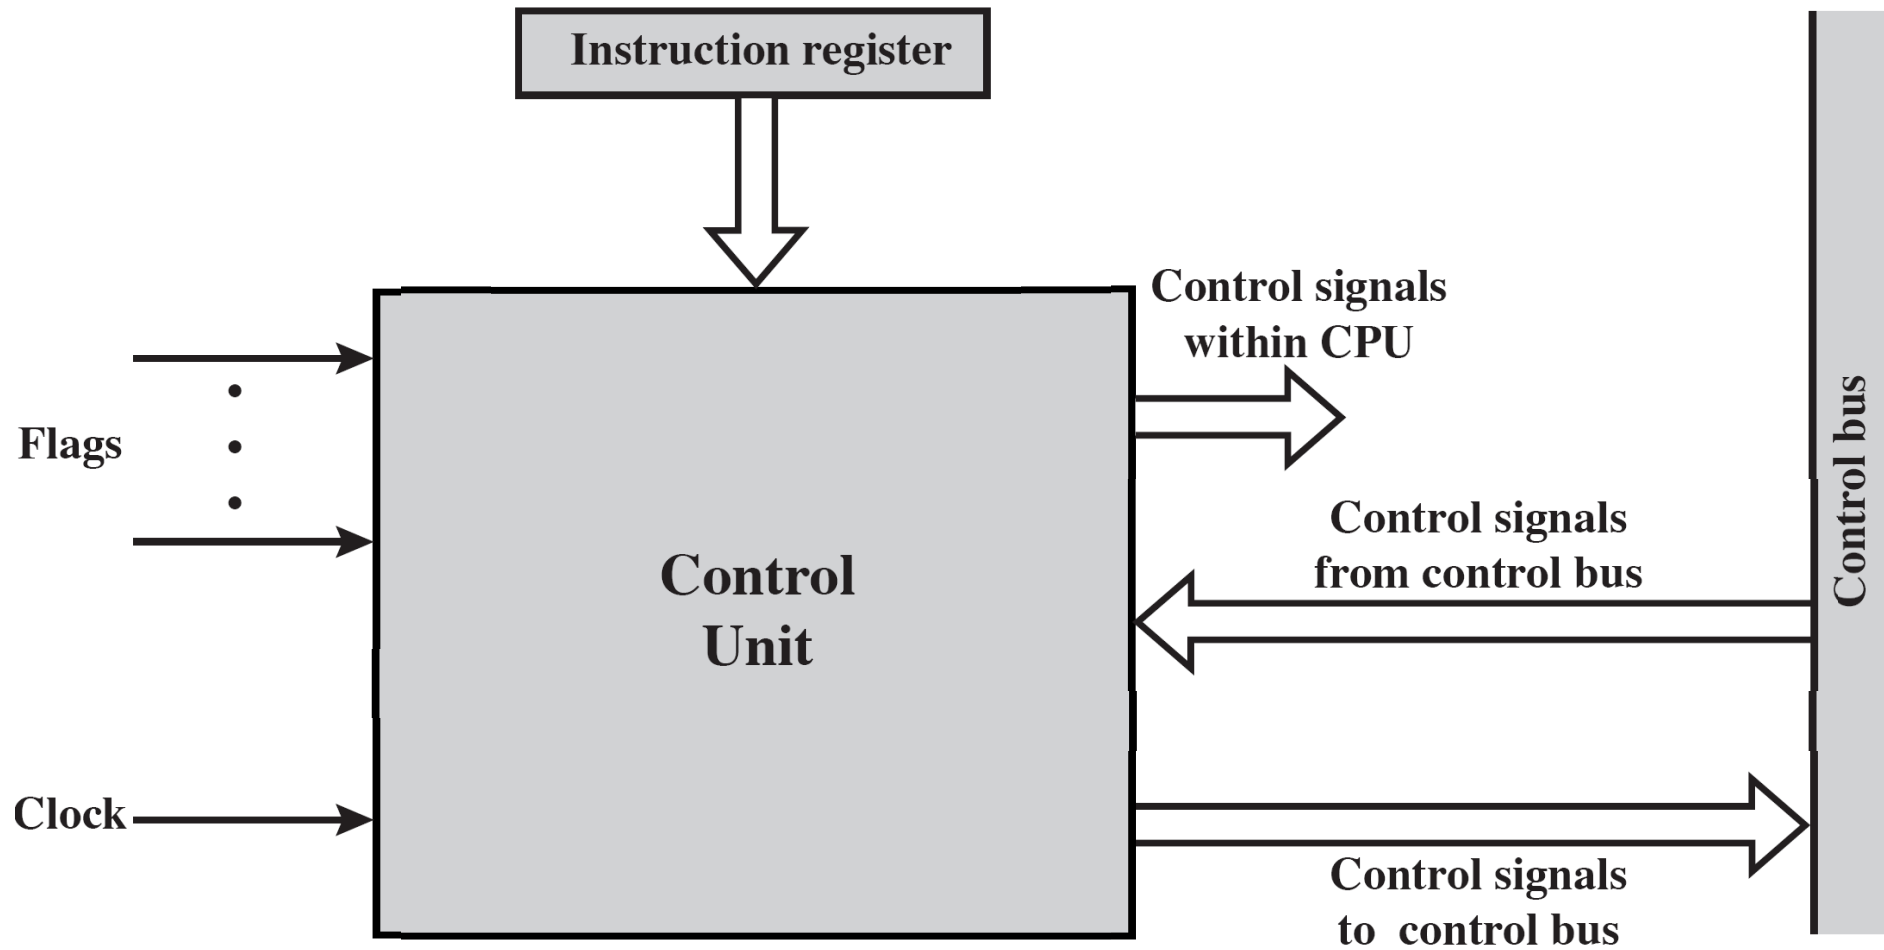 Instruction register
Control signals
within CPU
Flags
Control signals
from control bus
Control bus
Control
Unit
Clock
Control signals
to control bus